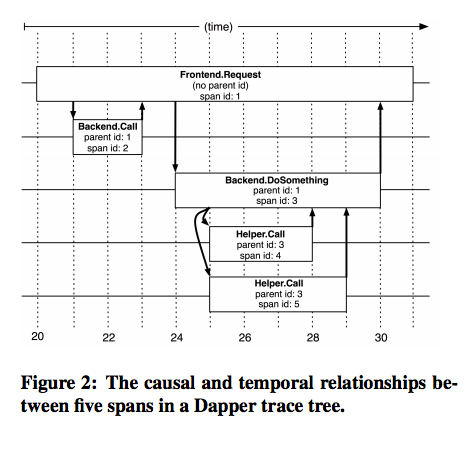 (time)
Frontend.Request
(no parent id)
span id: 1
Backend.Call
parent id: 1
span id: 2
Backend.DoSomething
parent id: 1
span id: 3
Helper.Call
parent id: 3
span id: 4
Helper.Call
parent id: 3
span id: 5
20 22 24 26 28 30
Figure 2: The causal and temporal relationships be-
tween five spans in a Dapper trace tree.